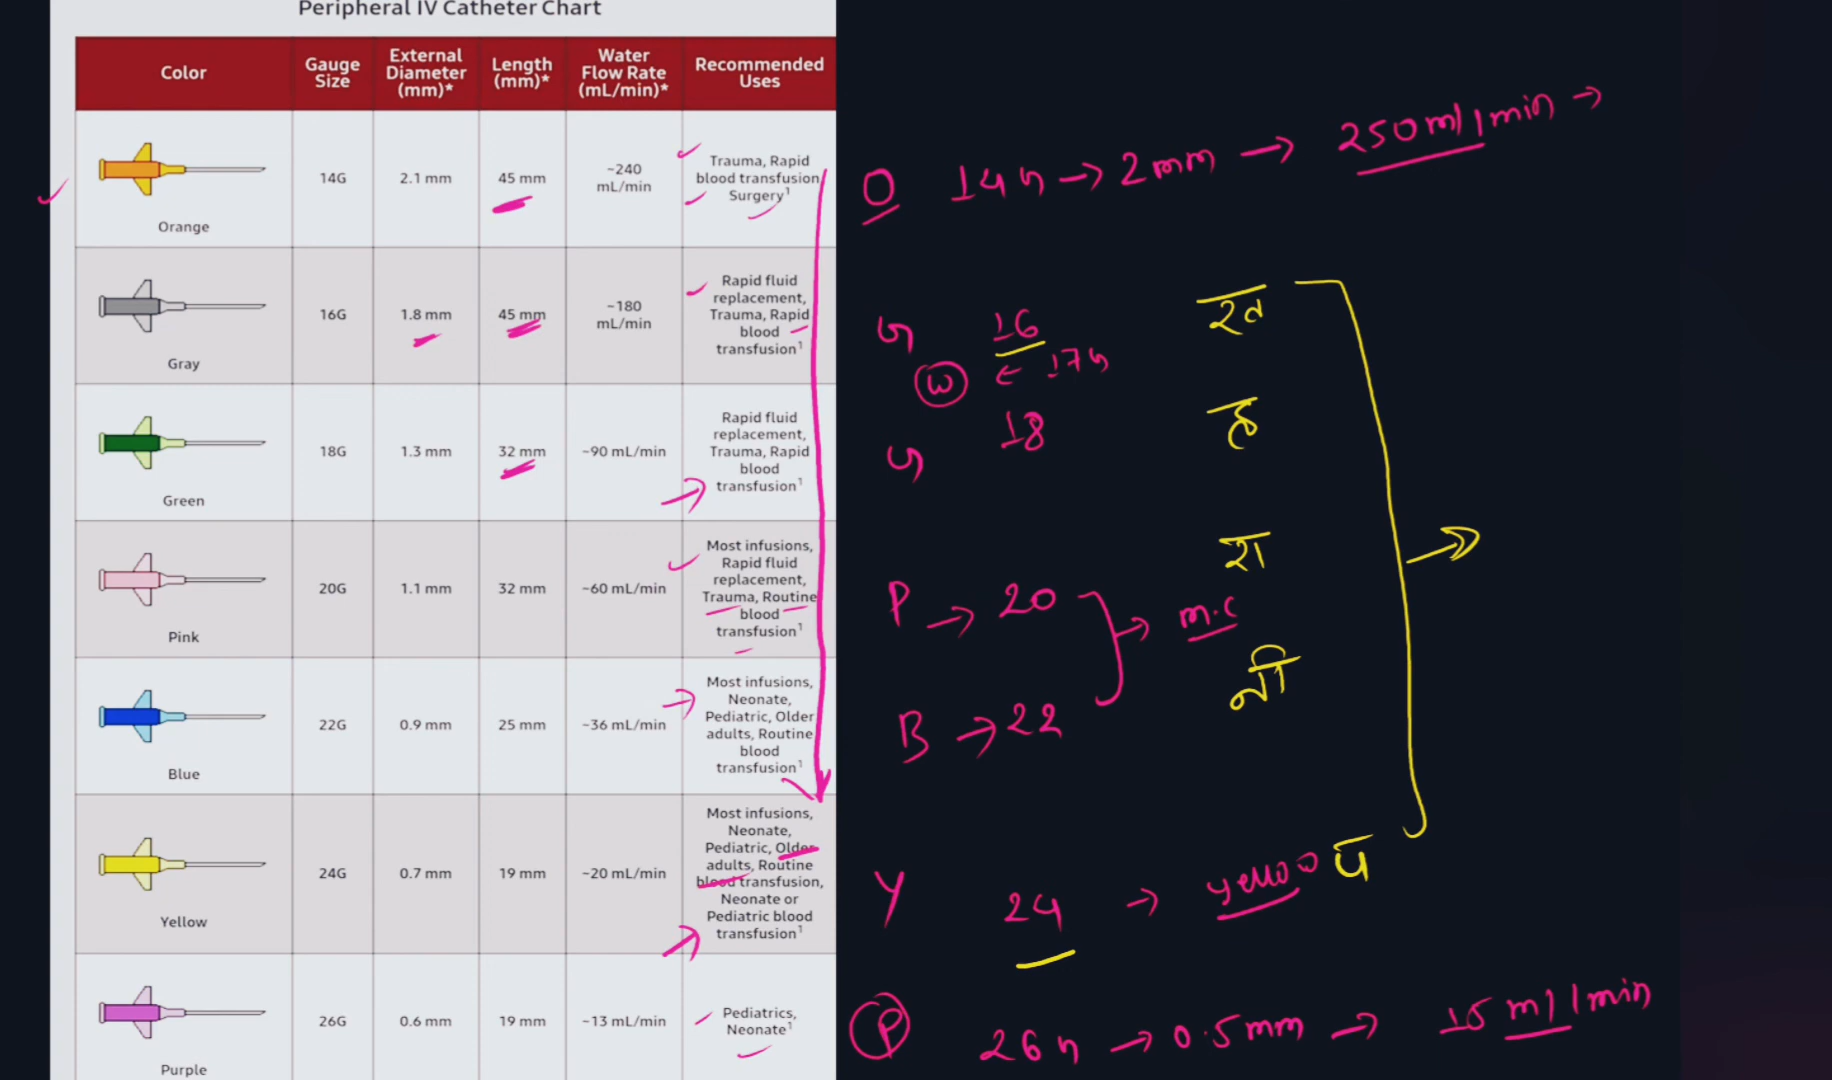 Peripheral IV Catheter Chart
Color
Gauge Size
External Diameter (mm)*
Length (mm)*
Water Flow Rate (mL/min)*
Recommended Uses
Orange
14G
2.1 mm
45 mm
~240 mL/min
Trauma, Rapid
blood transfusion,
Surgery¹
Gray
16G
1.8 mm
45 mm
~180 mL/min
Rapid fluid
replacement,
Trauma, Rapid
blood
transfusion¹
Green
18G
1.3 mm
32 mm
~90 mL/min
Rapid fluid
replacement,
Trauma, Rapid
blood
transfusion¹
Pink
20G
1.1 mm
32 mm
~60 mL/min
Most infusions,
Rapid fluid
replacement,
Trauma, Routine
blood
transfusion¹
Blue
22G
0.9 mm
25 mm
~36 mL/min
Most infusions,
Neonate,
Pediatric, Older
adults, Routine
blood
transfusion¹
Yellow
24G
0.7 mm
19 mm
~20 mL/min
Most infusions,
Neonate,
Pediatric, Older
adults, Routine
blood transfusion,
Neonate or
Pediatric blood
transfusion¹
Purple
26G
0.6 mm
19 mm
~13 mL/min
Pediatrics,
Neonate¹
O 14G → 2mm → 250ml/min →
G 16
W ← 17G
G 18
P → 20 → m.c
रा
B → 22
नी
Y 24 → yellow प
P 26G → 0.5mm → 15ml/min